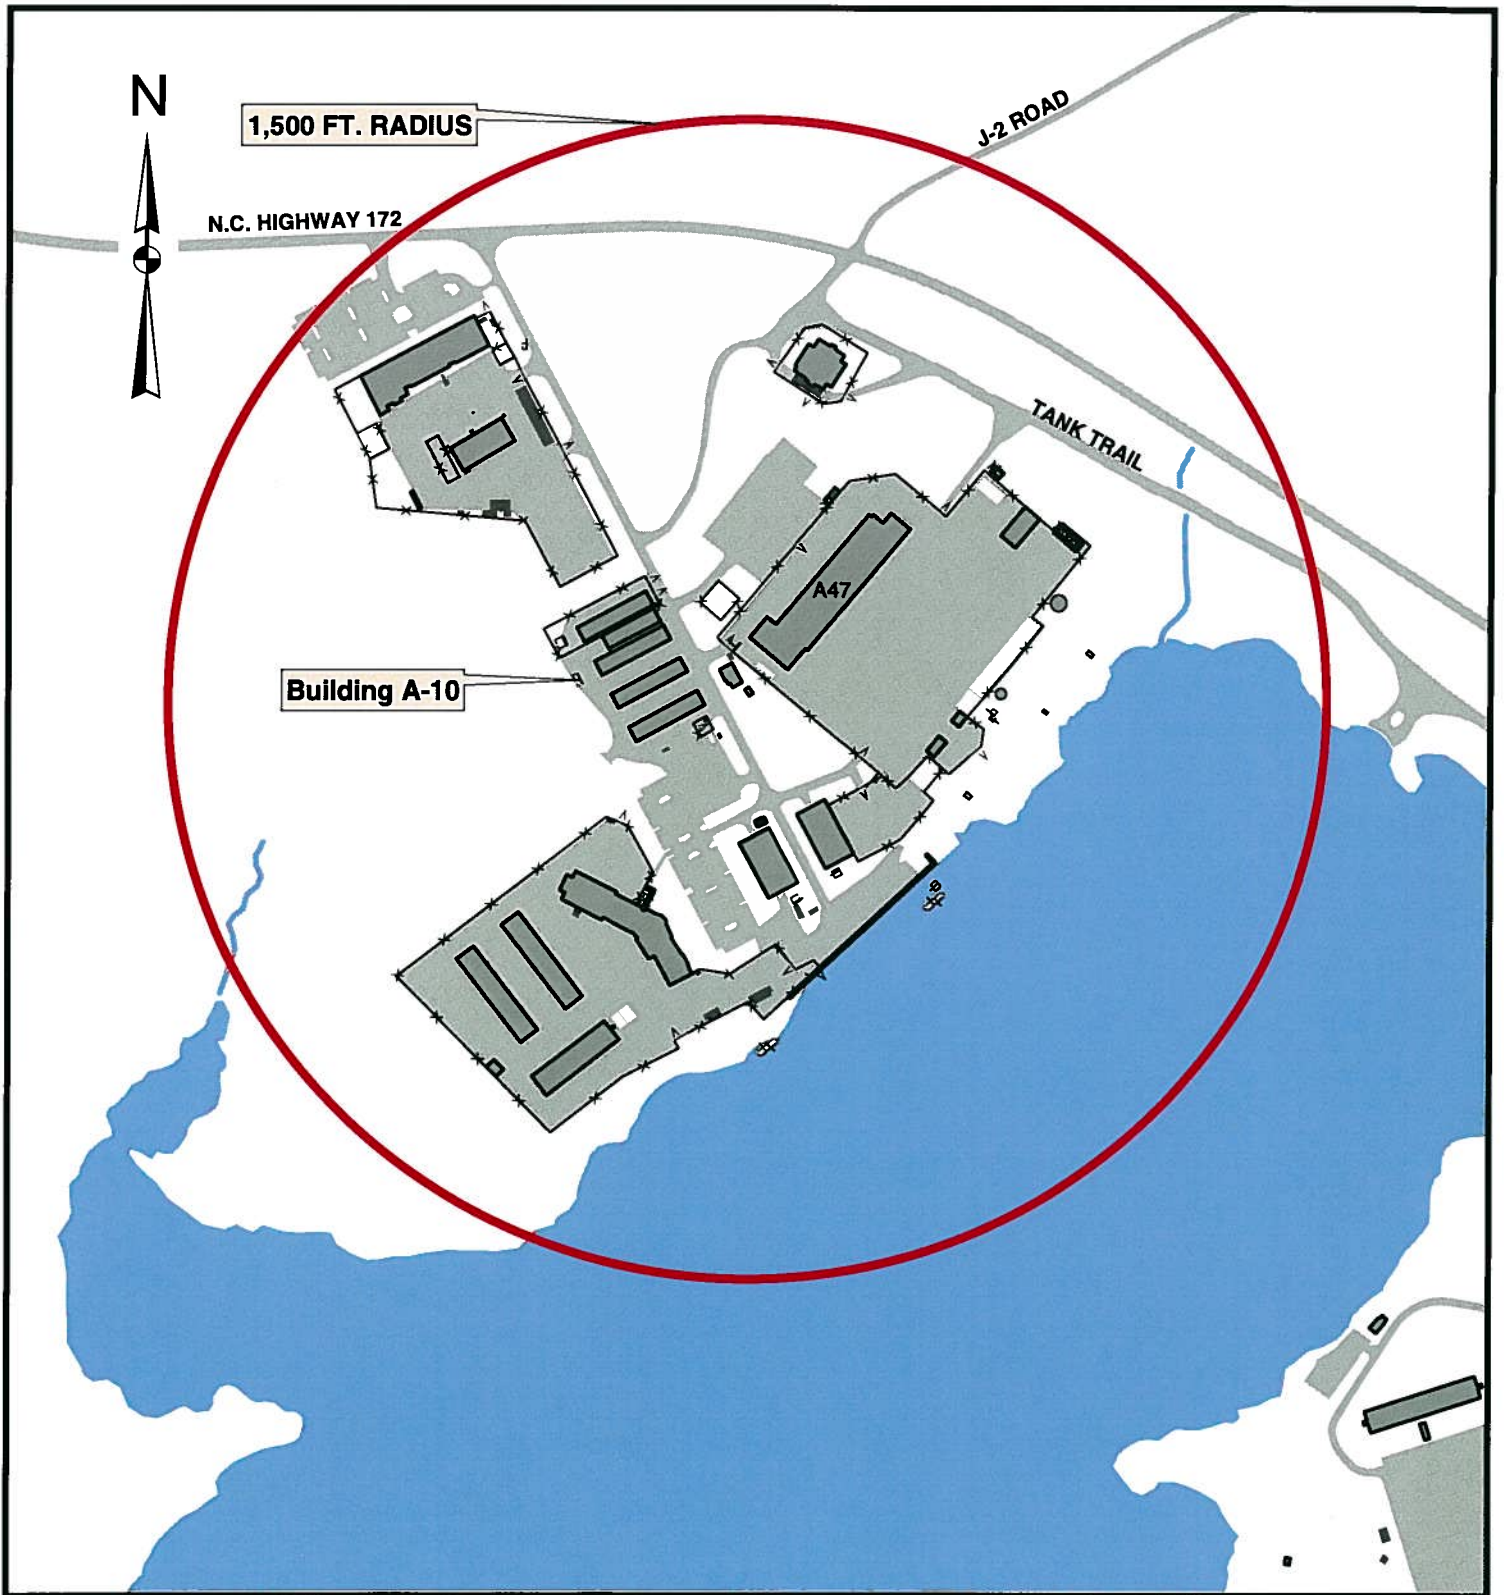 N
1,500 FT. RADIUS
J-2 ROAD
N.C. HIGHWAY 172
TANK TRAIL
A47
Building A-10